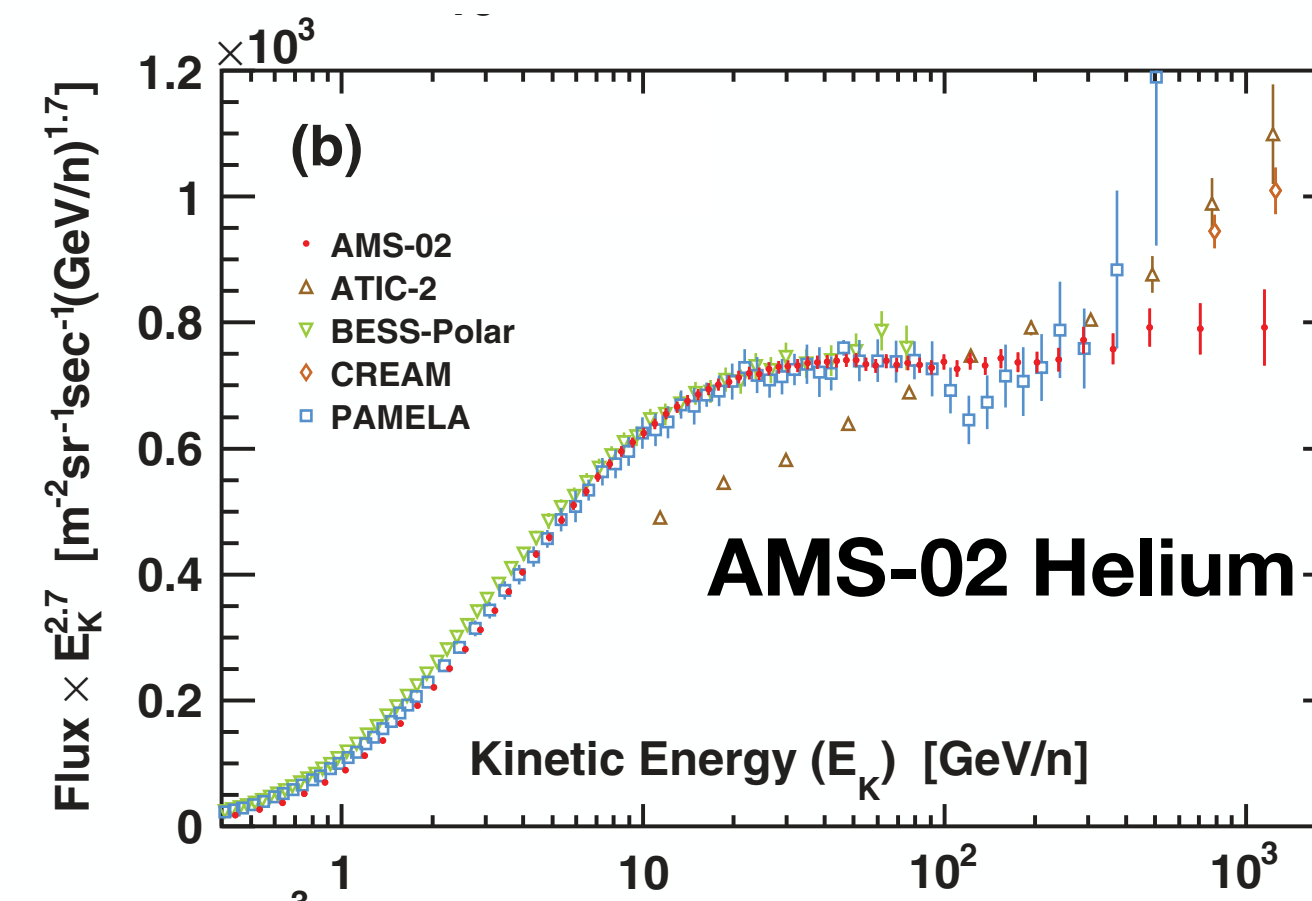 ×10³
1.2
1
0.8
0.6
0.4
0.2
0
Flux × E_K^2.7 [m⁻²sr⁻¹sec⁻¹(GeV/n)^1.7]
(b)
AMS-02
ATIC-2
BESS-Polar
CREAM
PAMELA
AMS-02 Helium
Kinetic Energy (E_K) [GeV/n]
1 10 10² 10³